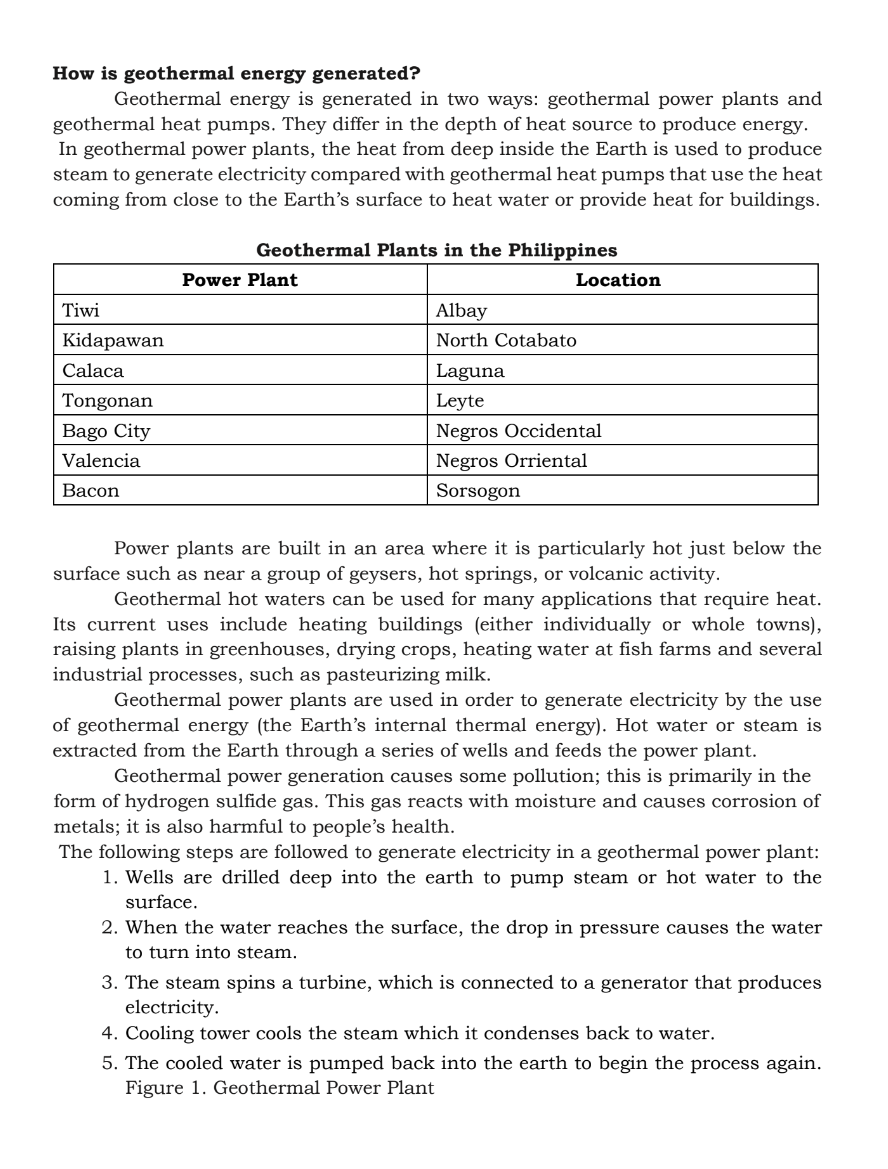 How is geothermal energy generated?
Geothermal energy is generated in two ways: geothermal power plants and
geothermal heat pumps. They differ in the depth of heat source to produce energy.
In geothermal power plants, the heat from deep inside the Earth is used to produce
steam to generate electricity compared with geothermal heat pumps that use the heat
coming from close to the Earth’s surface to heat water or provide heat for buildings.
Geothermal Plants in the Philippines
Power Plant Location
Tiwi Albay
Kidapawan North Cotabato
Calaca Laguna
Tongonan Leyte
Bago City Negros Occidental
Valencia Negros Orriental
Bacon Sorsogon
Power plants are built in an area where it is particularly hot just below the
surface such as near a group of geysers, hot springs, or volcanic activity.
Geothermal hot waters can be used for many applications that require heat.
Its current uses include heating buildings (either individually or whole towns),
raising plants in greenhouses, drying crops, heating water at fish farms and several
industrial processes, such as pasteurizing milk.
Geothermal power plants are used in order to generate electricity by the use
of geothermal energy (the Earth’s internal thermal energy). Hot water or steam is
extracted from the Earth through a series of wells and feeds the power plant.
Geothermal power generation causes some pollution; this is primarily in the
form of hydrogen sulfide gas. This gas reacts with moisture and causes corrosion of
metals; it is also harmful to people’s health.
The following steps are followed to generate electricity in a geothermal power plant:
1. Wells are drilled deep into the earth to pump steam or hot water to the
surface.
2. When the water reaches the surface, the drop in pressure causes the water
to turn into steam.
3. The steam spins a turbine, which is connected to a generator that produces
electricity.
4. Cooling tower cools the steam which it condenses back to water.
5. The cooled water is pumped back into the earth to begin the process again.
Figure 1. Geothermal Power Plant